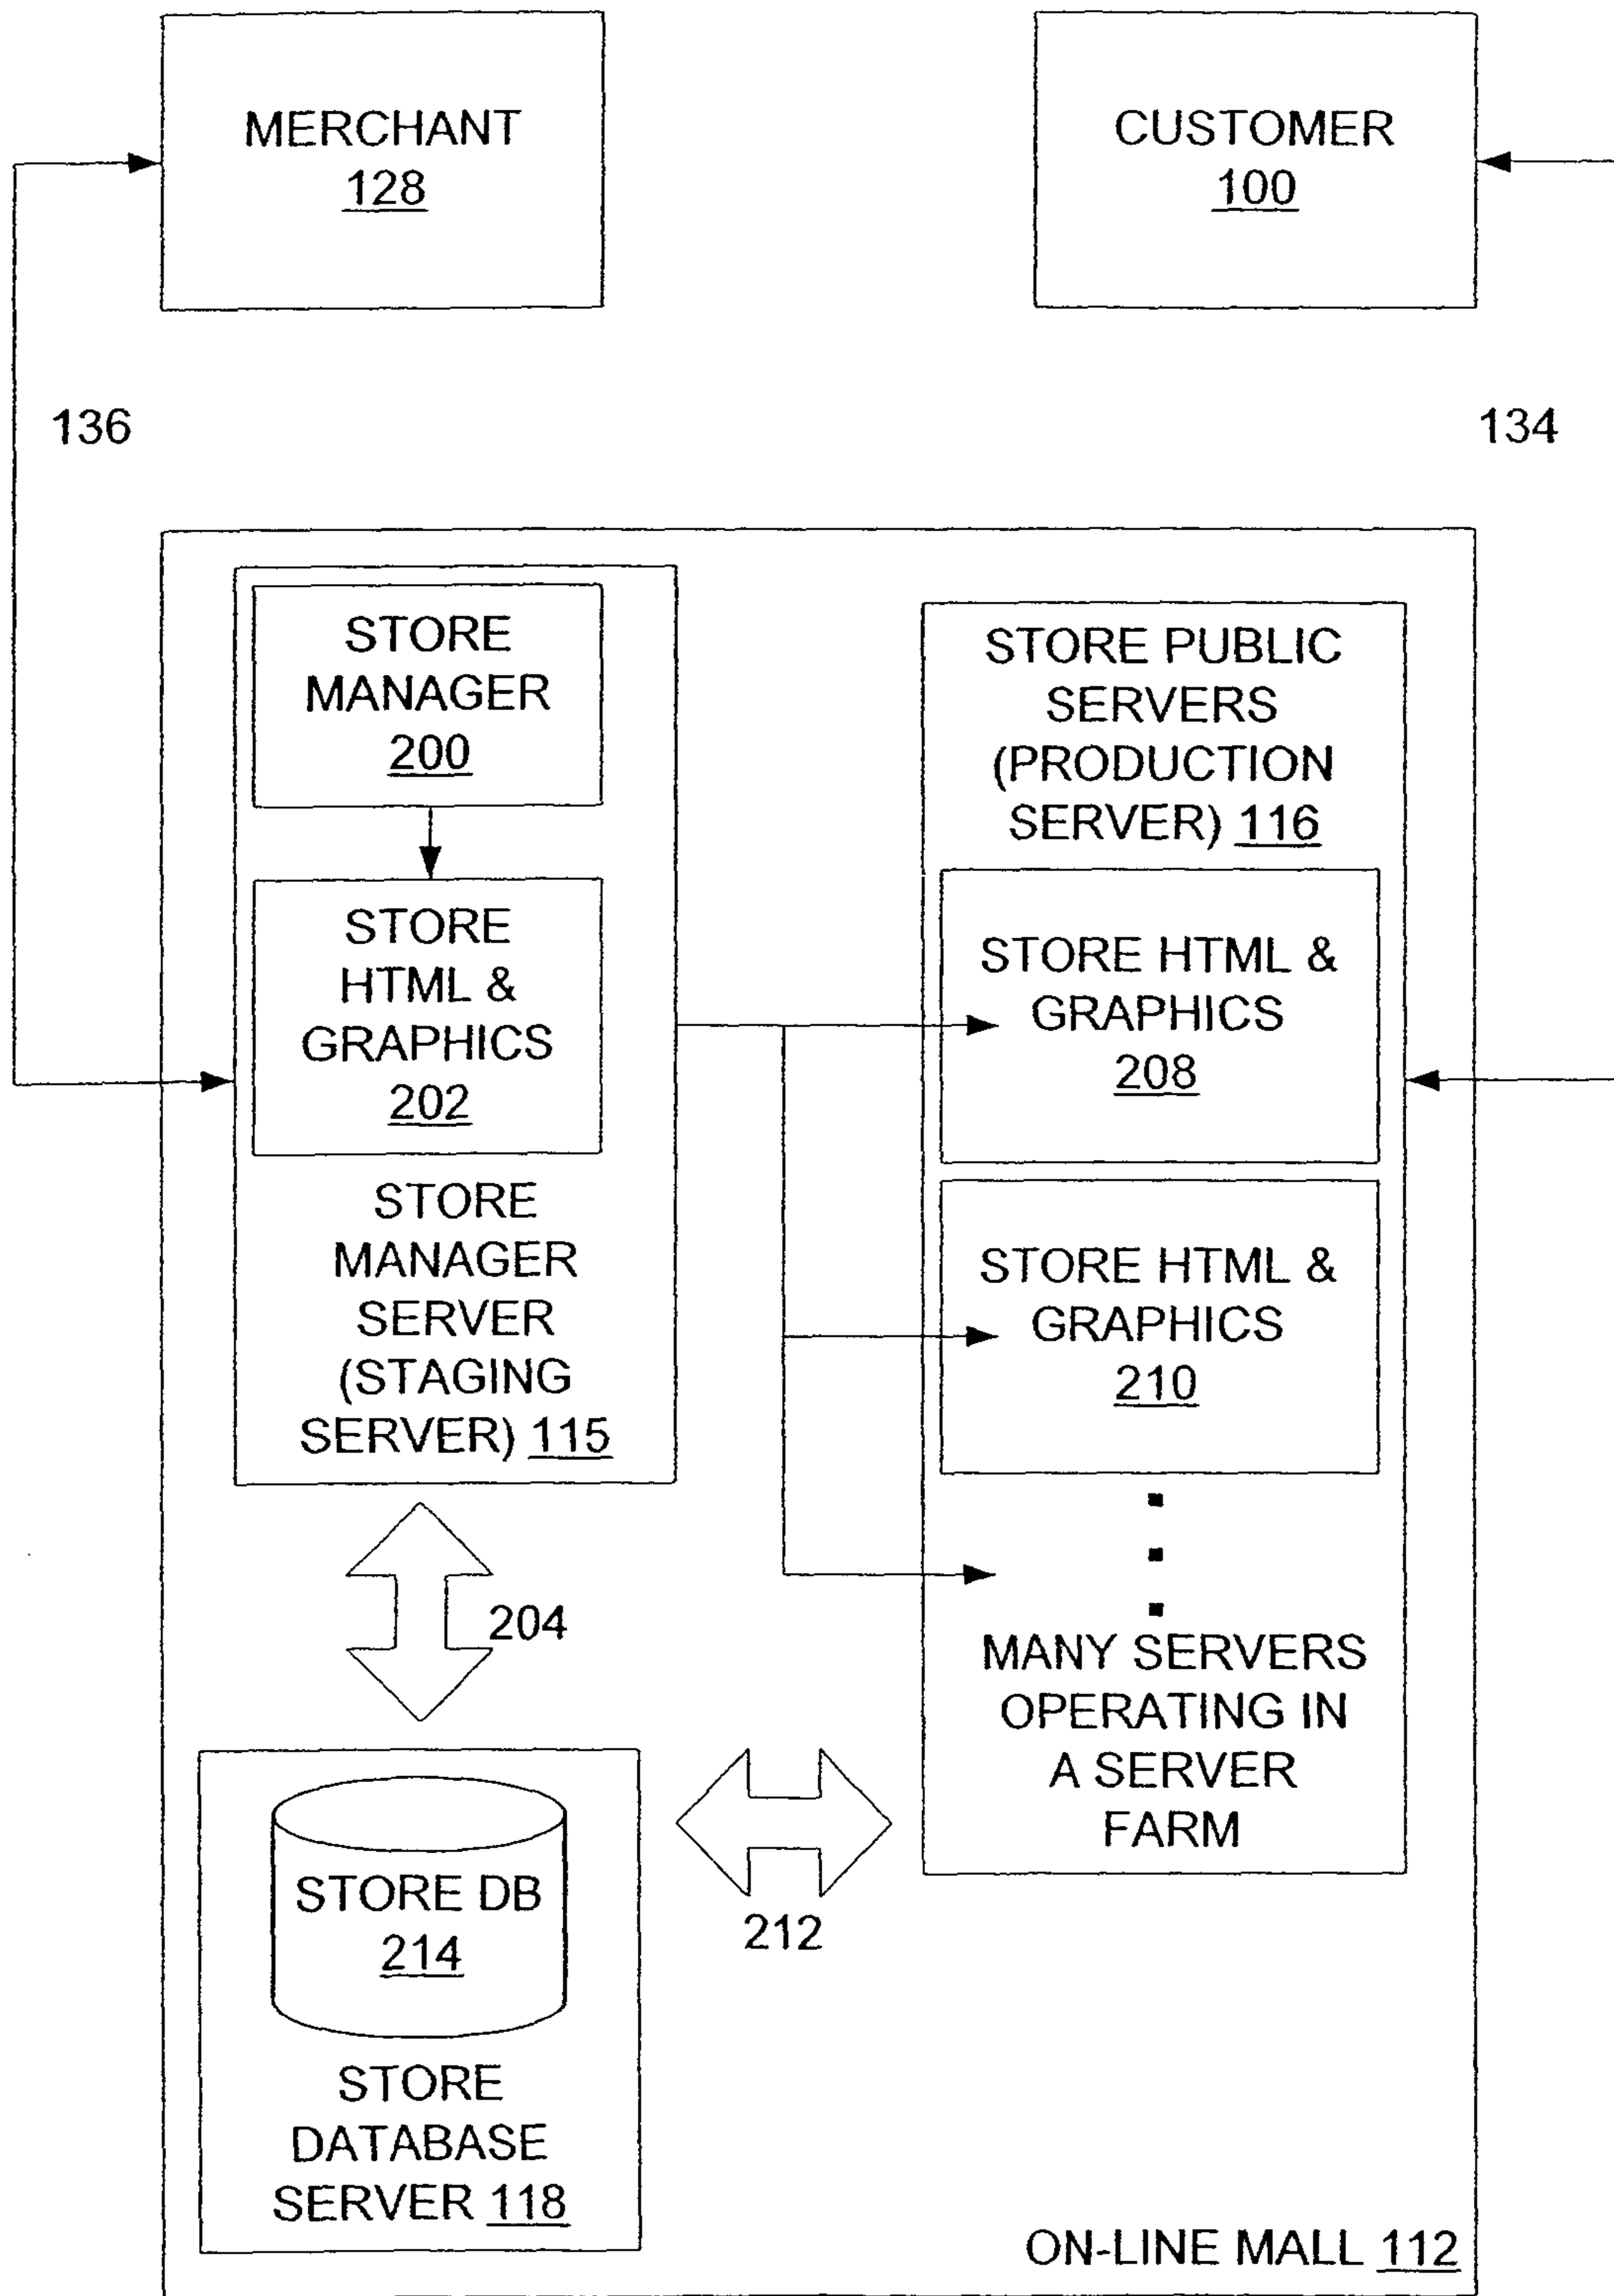 MERCHANT
128
CUSTOMER
100
136
134
STORE
MANAGER
200
STORE
HTML &
GRAPHICS
202
STORE
MANAGER
SERVER
(STAGING
SERVER) 115
STORE PUBLIC
SERVERS
(PRODUCTION
SERVER) 116
STORE HTML &
GRAPHICS
208
STORE HTML &
GRAPHICS
210
MANY SERVERS
OPERATING IN
A SERVER
FARM
204
212
STORE DB
214
STORE
DATABASE
SERVER 118
ON-LINE MALL 112